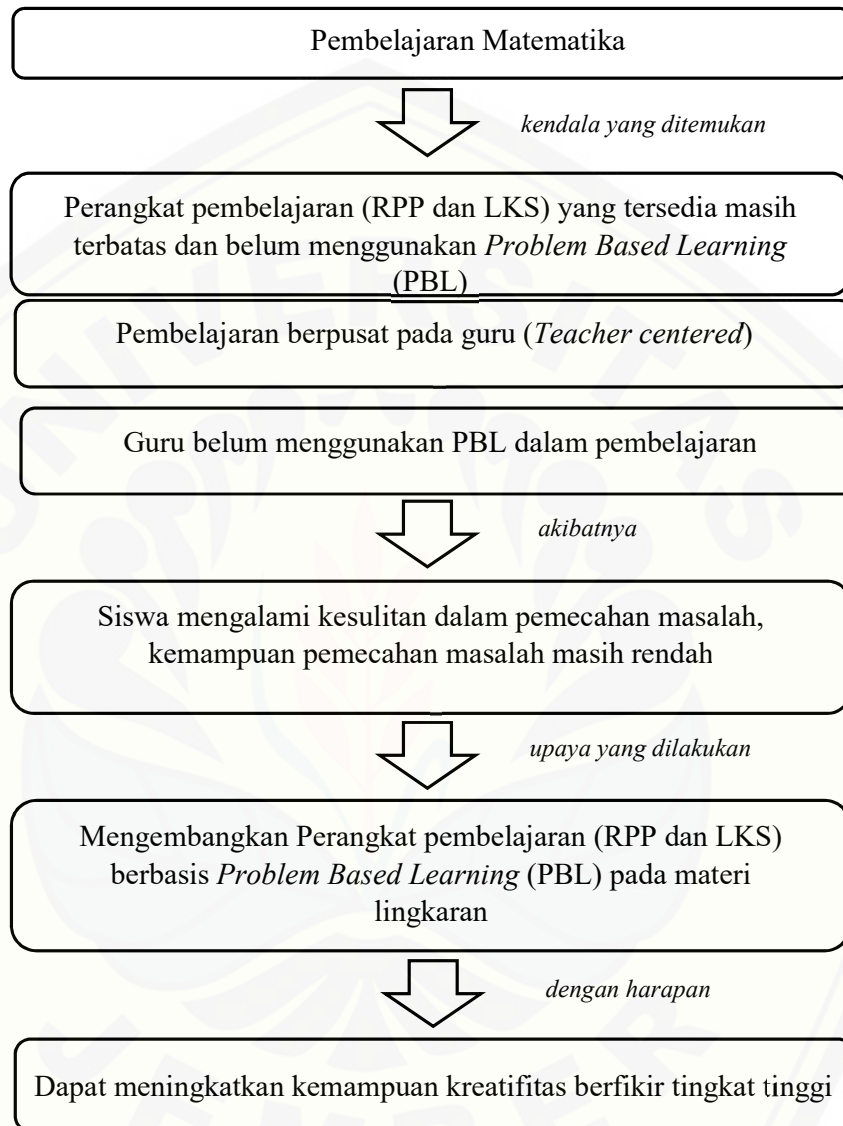 Pembelajaran Matematika
kendala yang ditemukan
Perangkat pembelajaran (RPP dan LKS) yang tersedia masih
terbatas dan belum menggunakan Problem Based Learning
(PBL)
Pembelajaran berpusat pada guru (Teacher centered)
Guru belum menggunakan PBL dalam pembelajaran
akibatnya
Siswa mengalami kesulitan dalam pemecahan masalah,
kemampuan pemecahan masalah masih rendah
upaya yang dilakukan
Mengembangkan Perangkat pembelajaran (RPP dan LKS)
berbasis Problem Based Learning (PBL) pada materi
lingkaran
dengan harapan
Dapat meningkatkan kemampuan kreatifitas berfikir tingkat tinggi
UNIVERSITAS
JEMBER